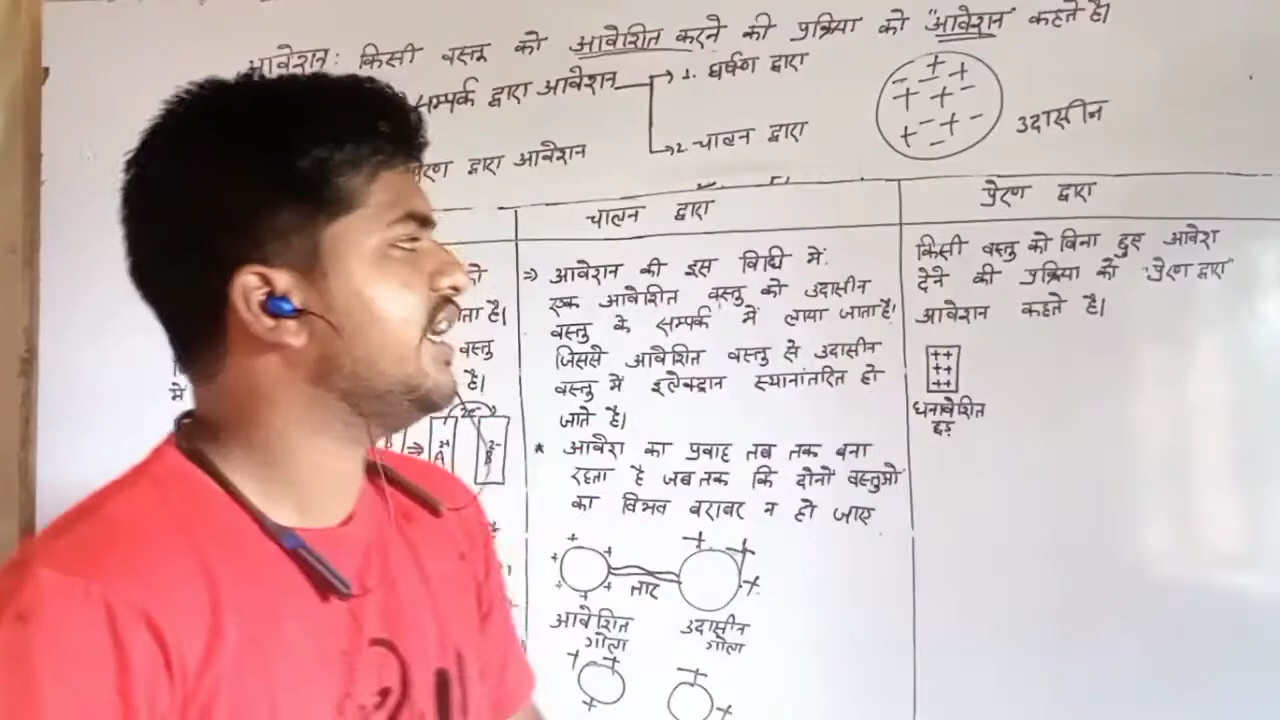 आवेशन: किसी वस्तु को आवेशित करने की प्रक्रिया को "आवेशन" कहते है।
सम्पर्क द्वारा आवेशन
1. घर्षण द्वारा
2. चालन द्वारा
प्रेरण द्वारा आवेशन
उदासीन
चालन द्वारा
⇒ आवेशन की इस विधि में.
एक आवेशित वस्तु को उदासीन
वस्तु के सम्पर्क में लाया जाता है।
जिससे आवेशित वस्तु से उदासीन
वस्तु में इलेक्ट्रान स्थानांतरित हो
जाते है।
* आवेश का प्रवाह तब तक बना
रहता है जब तक कि दोनों वस्तुओं
का विभव बराबर न हो जाए
तार
आवेशित
गोला
उदासीन
गोला
प्रेरण द्वारा
किसी वस्तु को बिना छुए आवेश
देने की प्रक्रिया को "प्रेरण द्वारा"
आवेशन कहते है।
++
++
++
धनावेशित
छड़
वस्तु
है।
में
A
B